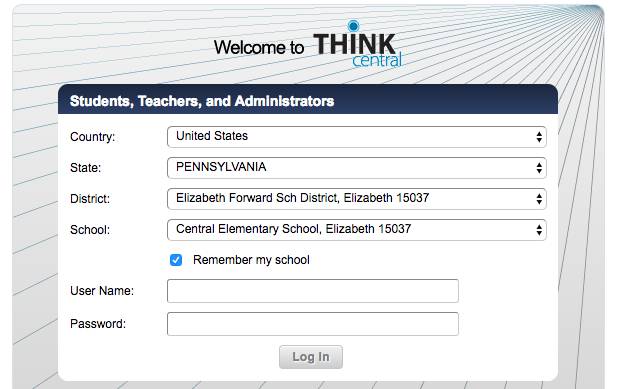 Welcome to THINK central
Students, Teachers, and Administrators
Country: United States
State: PENNSYLVANIA
District: Elizabeth Forward Sch District, Elizabeth 15037
School: Central Elementary School, Elizabeth 15037
Remember my school
User Name:
Password:
Log In